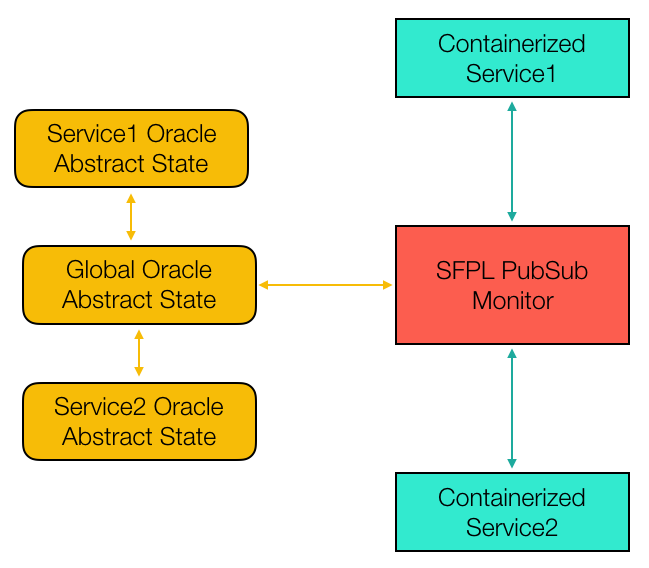 Containerized
Service1
Service1 Oracle
Abstract State
Global Oracle
Abstract State
SFPL PubSub
Monitor
Service2 Oracle
Abstract State
Containerized
Service2